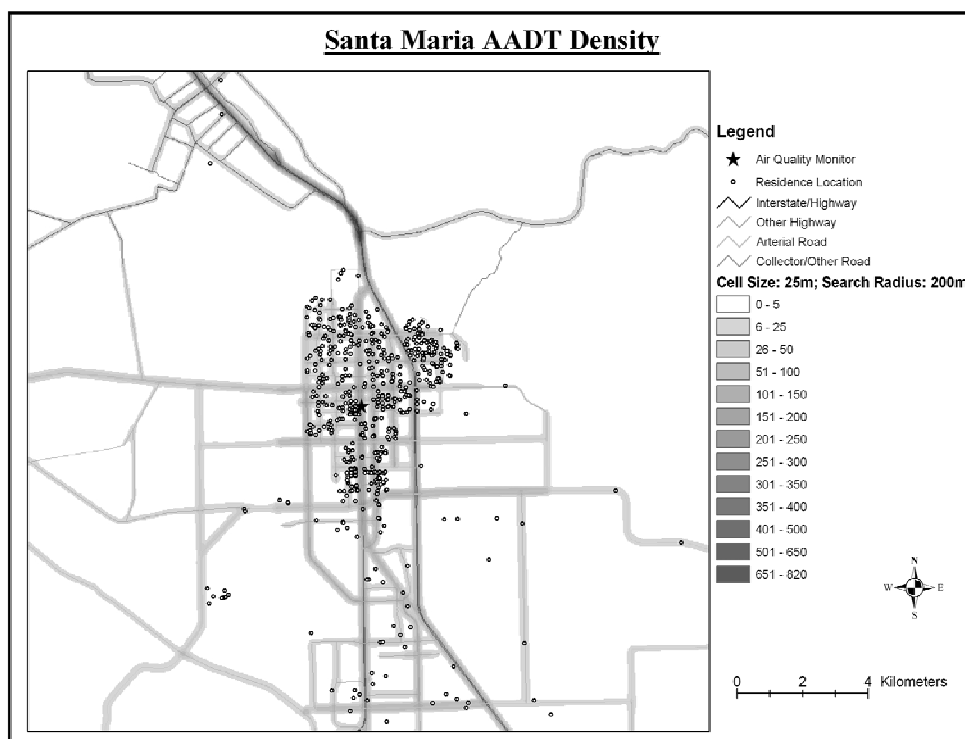 Santa Maria AADT Density
Legend
Air Quality Monitor
Residence Location
Interstate/Highway
Other Highway
Arterial Road
Collector/Other Road
Cell Size: 25m; Search Radius: 200m
0 - 5
6 - 25
26 - 50
51 - 100
101 - 150
151 - 200
201 - 250
251 - 300
301 - 350
351 - 400
401 - 500
501 - 650
651 - 820
N
W E
S
0 2 4 Kilometers